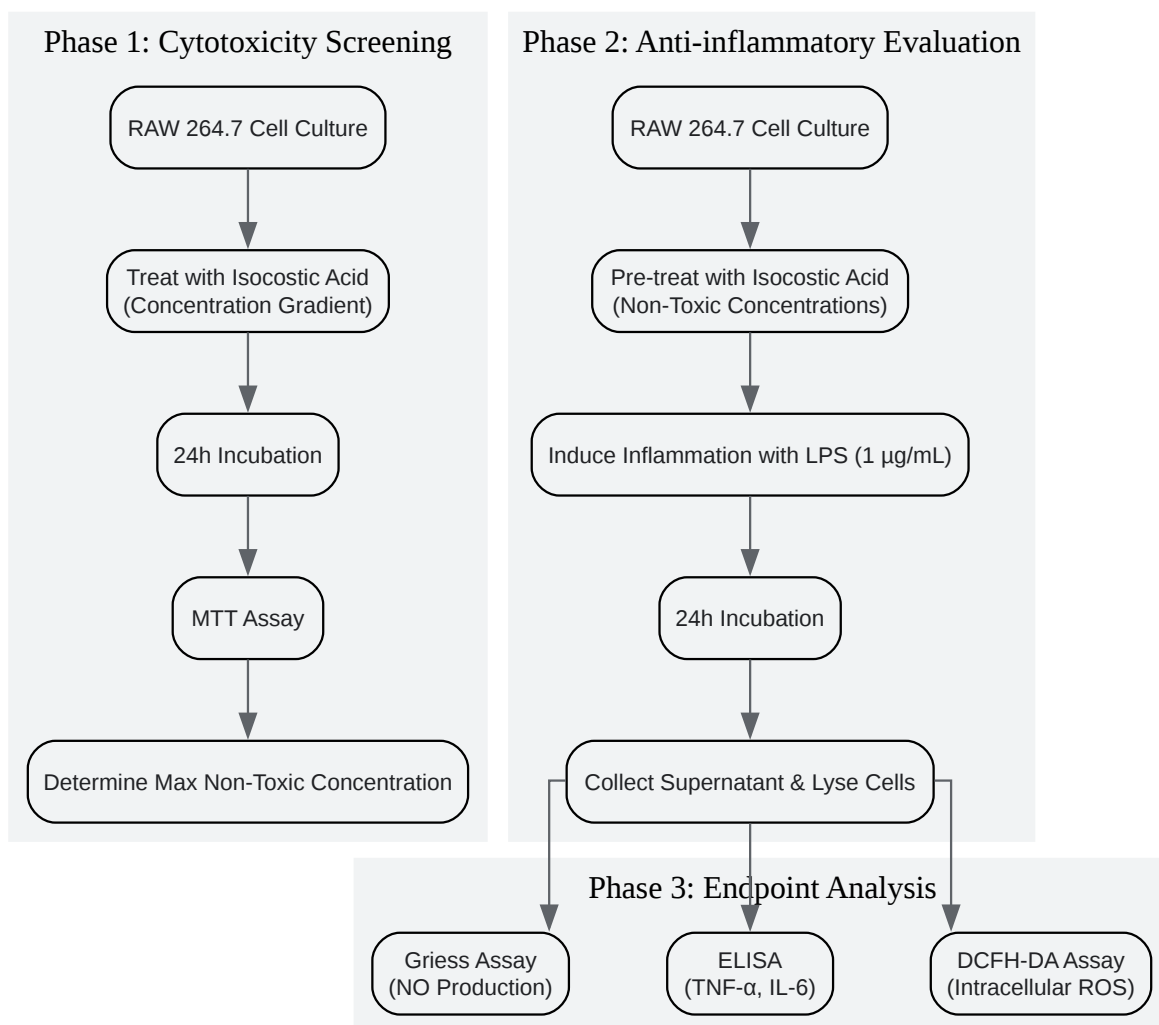 Phase 1: Cytotoxicity Screening
RAW 264.7 Cell Culture
Treat with Isocostic Acid
(Concentration Gradient)
24h Incubation
MTT Assay
Determine Max Non-Toxic Concentration
Phase 2: Anti-inflammatory Evaluation
RAW 264.7 Cell Culture
Pre-treat with Isocostic Acid
(Non-Toxic Concentrations)
Induce Inflammation with LPS (1 µg/mL)
24h Incubation
Collect Supernatant & Lyse Cells
Phase 3: Endpoint Analysis
Griess Assay
(NO Production)
ELISA
(TNF-α, IL-6)
DCFH-DA Assay
(Intracellular ROS)